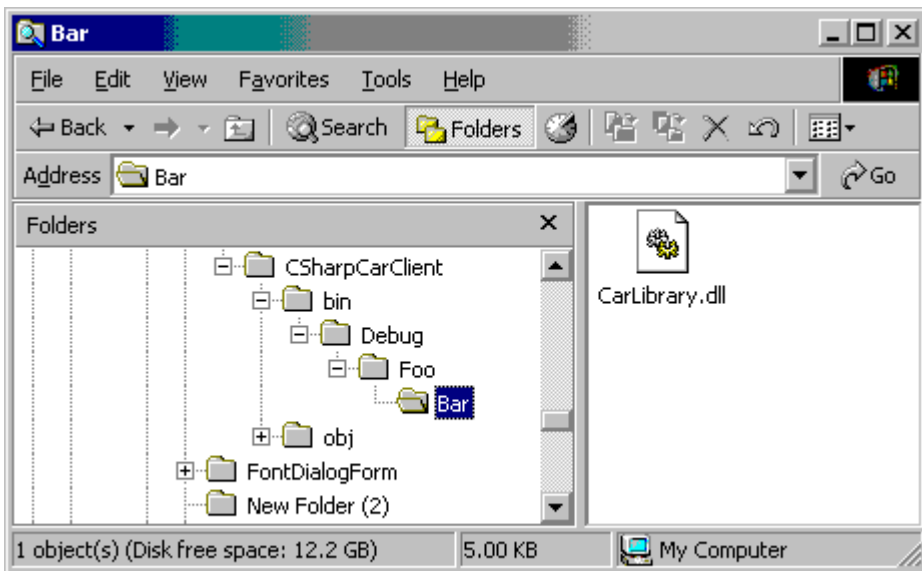 Bar
File Edit View Favorites Tools Help
Back Search Folders
Address Bar Go
Folders
CSharpCarClient
bin
Debug
Foo
Bar
obj
FontDialogForm
New Folder (2)
CarLibrary.dll
1 object(s) (Disk free space: 12.2 GB) 5.00 KB My Computer